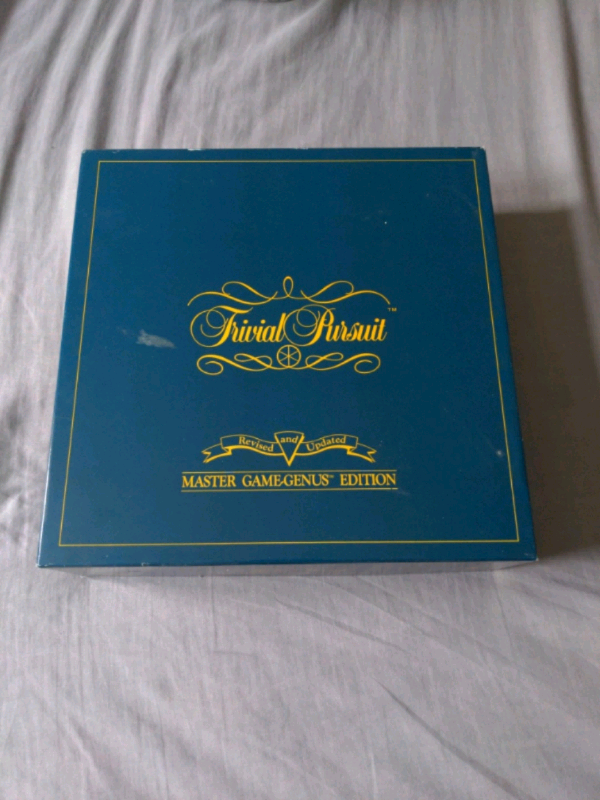 Trivial Pursuit™
Revised and Updated
MASTER GAME-GENUS™ EDITION